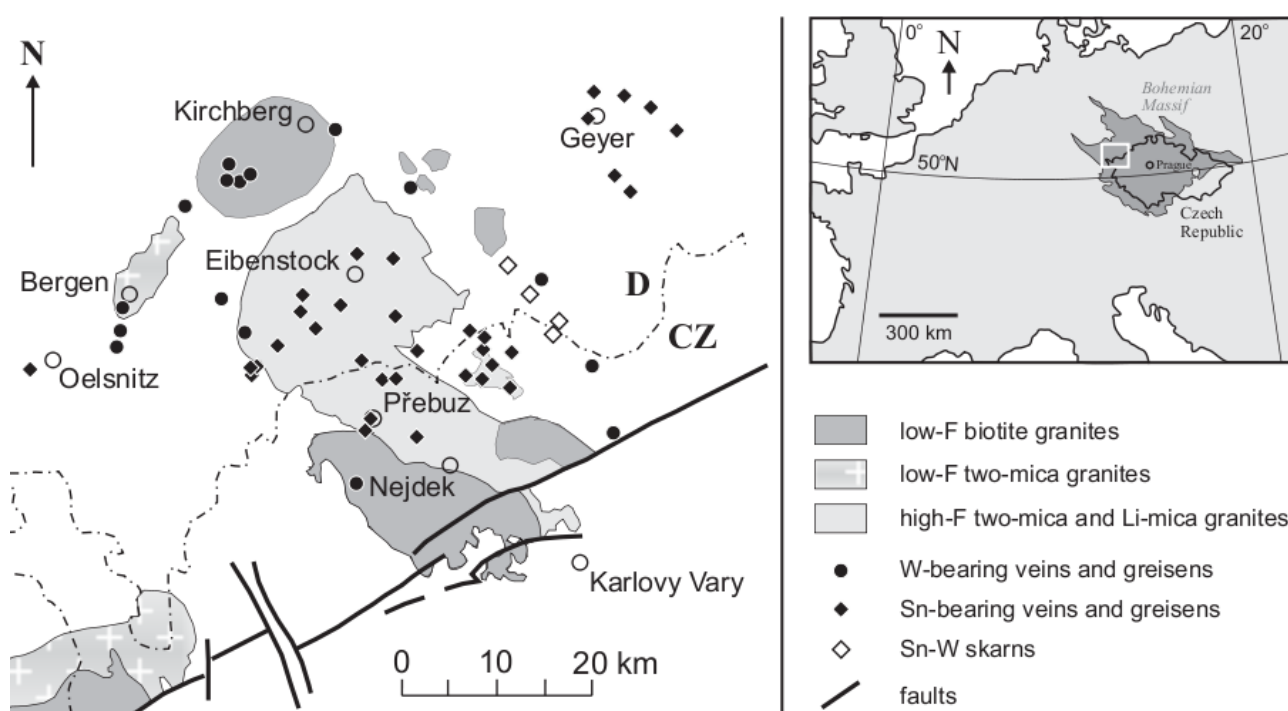 N
Kirchberg
Geyer
Eibenstock
Bergen
D
CZ
Oelsnitz
Přebuz
Nejdek
Karlovy Vary
0 10 20 km
0° 20°
N
Bohemian
Massif
50°N
Prague
Czech
Republic
300 km
low-F biotite granites
low-F two-mica granites
high-F two-mica and Li-mica granites
W-bearing veins and greisens
Sn-bearing veins and greisens
Sn-W skarns
faults